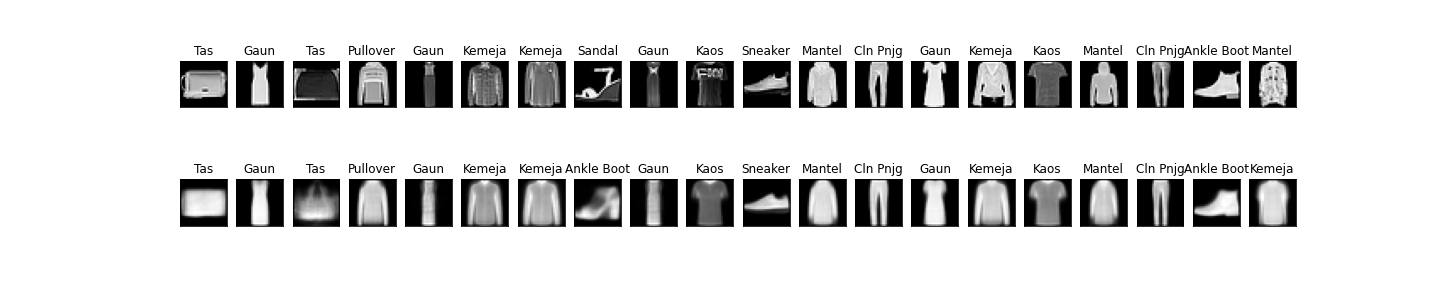 Tas Gaun Tas Pullover Gaun Kemeja Kemeja Sandal Gaun Kaos Sneaker Mantel Cln Pnjg Gaun Kemeja Kaos Mantel Cln Pnjg Ankle Boot Mantel
Tas Gaun Tas Pullover Gaun Kemeja Kemeja Ankle Boot Gaun Kaos Sneaker Mantel Cln Pnjg Gaun Kemeja Kaos Mantel Cln Pnjg Ankle Boot Kemeja